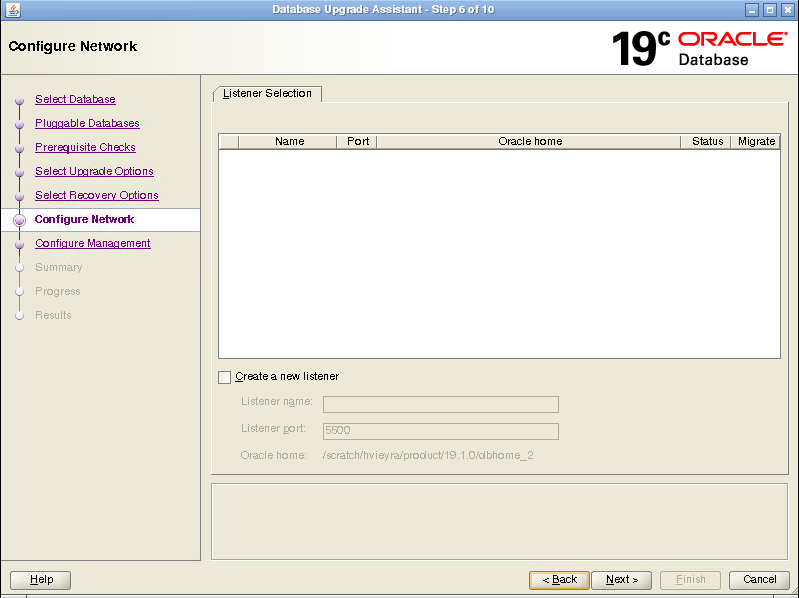 Database Upgrade Assistant - Step 6 of 10
Configure Network
19c ORACLE
Database
Select Database
Pluggable Databases
Prerequisite Checks
Select Upgrade Options
Select Recovery Options
Configure Network
Configure Management
Summary
Progress
Results
Listener Selection
Name Port Oracle home Status Migrate
Create a new listener
Listener name:
Listener port: 5500
Oracle home: /scratch/hvieyra/product/19.1.0/dbhome_2
Help
< Back Next > Finish Cancel